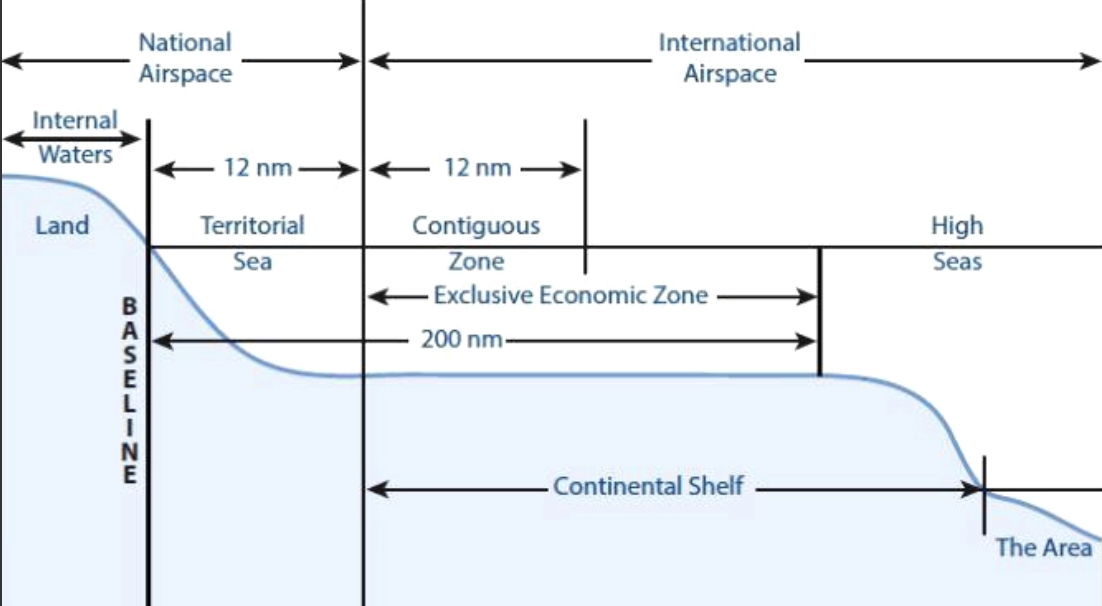 National
Airspace
International
Airspace
Internal
Waters
12 nm
12 nm
Land
Territorial
Sea
Contiguous
Zone
High
Seas
Exclusive Economic Zone
200 nm
BASELINE
Continental Shelf
The Area